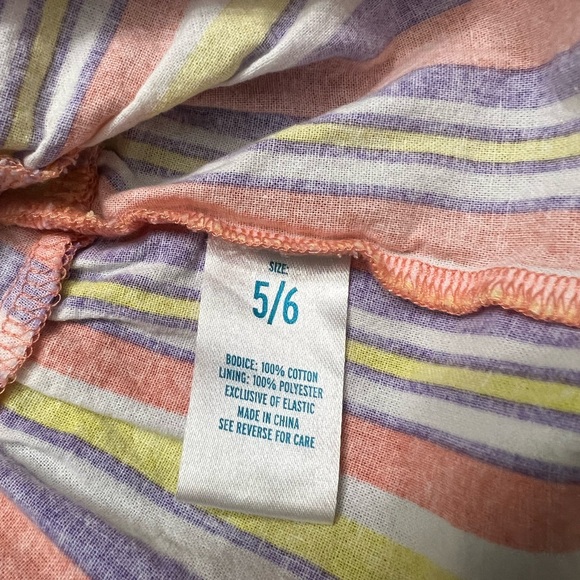 SIZE:
5/6
BODICE: 100% COTTON
LINING: 100% POLYESTER
EXCLUSIVE OF ELASTIC
MADE IN CHINA
SEE REVERSE FOR CARE